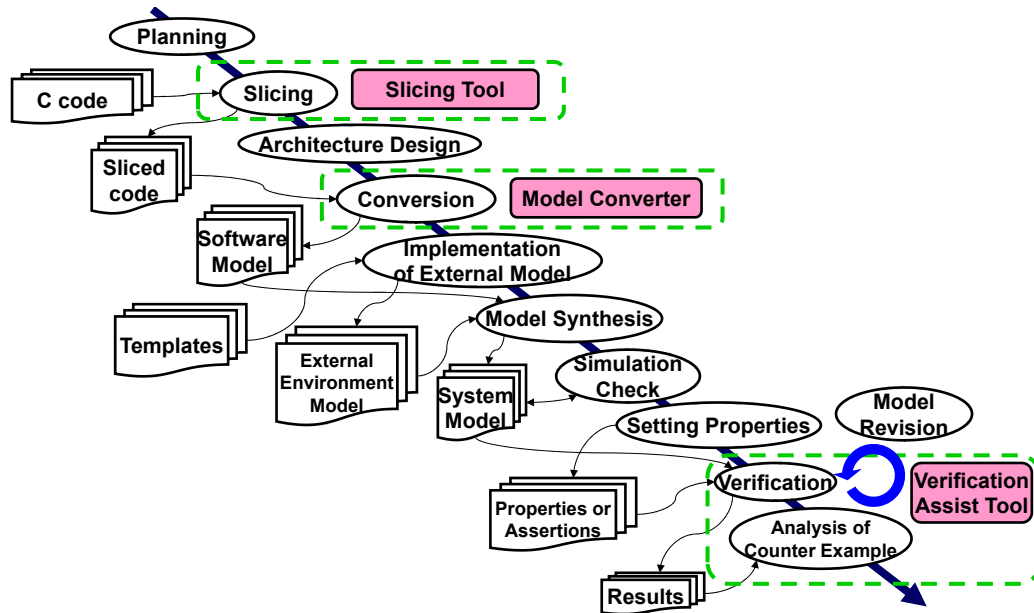 Planning
C code
Slicing
Slicing Tool
Architecture Design
Sliced
code
Conversion
Model Converter
Software
Model
Implementation
of External Model
Templates
Model Synthesis
External
Environment
Model
Simulation
Check
System
Model
Setting Properties
Model
Revision
Verification
Verification
Assist Tool
Properties or
Assertions
Analysis of
Counter Example
Results